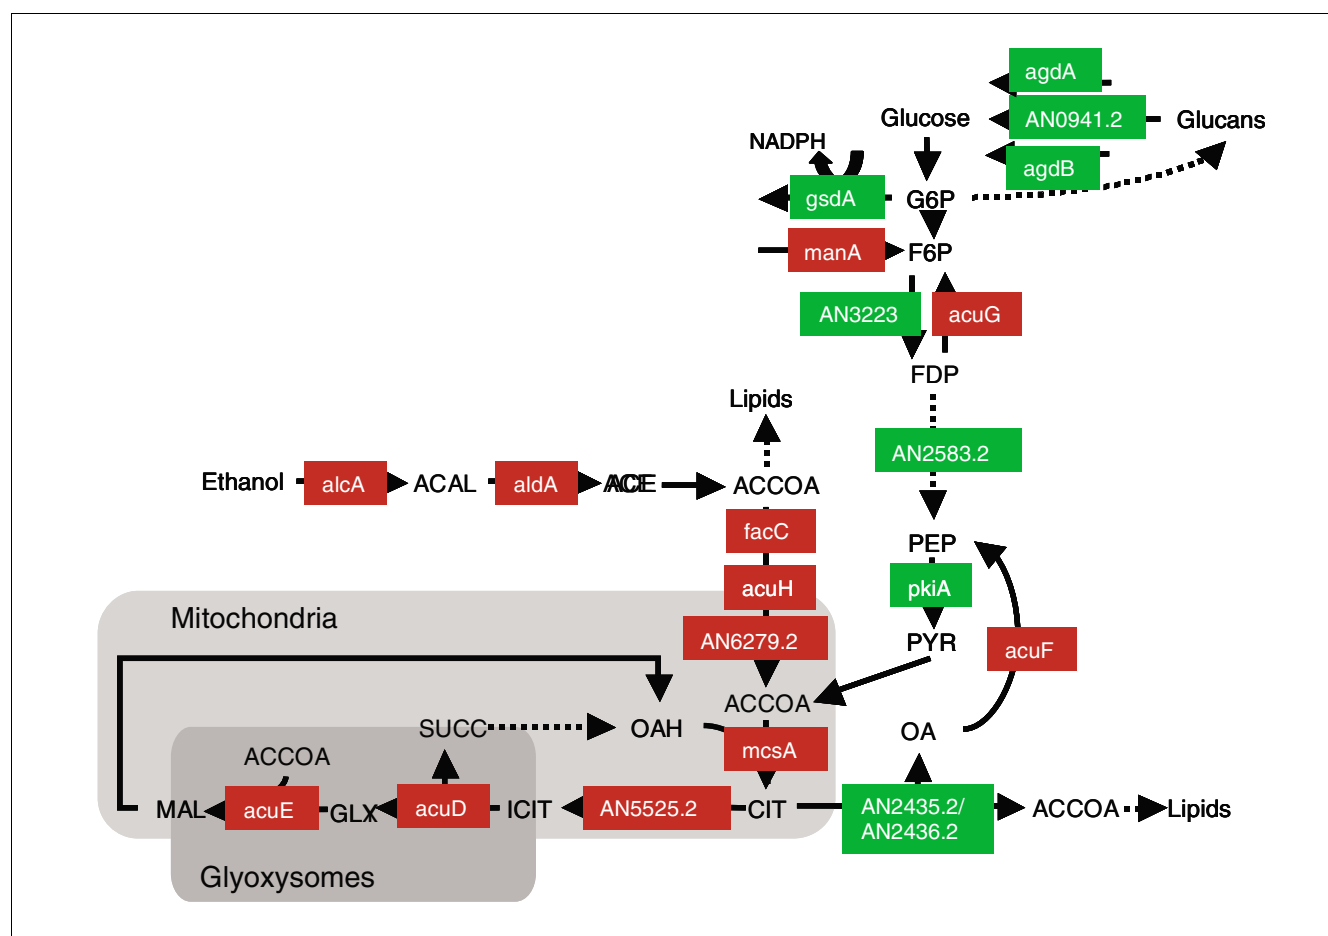 agdA
Glucose
AN0941.2
Glucans
NADPH
agdB
gsdA
G6P
manA
F6P
AN3223
acuG
FDP
Lipids
AN2583.2
Ethanol
alcA
ACAL
aldA
ACE
ACCOA
facC
PEP
acuH
pkiA
Mitochondria
AN6279.2
PYR
acuF
ACCOA
SUCC
OAH
OA
ACCOA
mcsA
MAL
acuE
GLX
acuD
ICIT
AN5525.2
CIT
AN2435.2/
AN2436.2
ACCOA
Lipids
Glyoxysomes